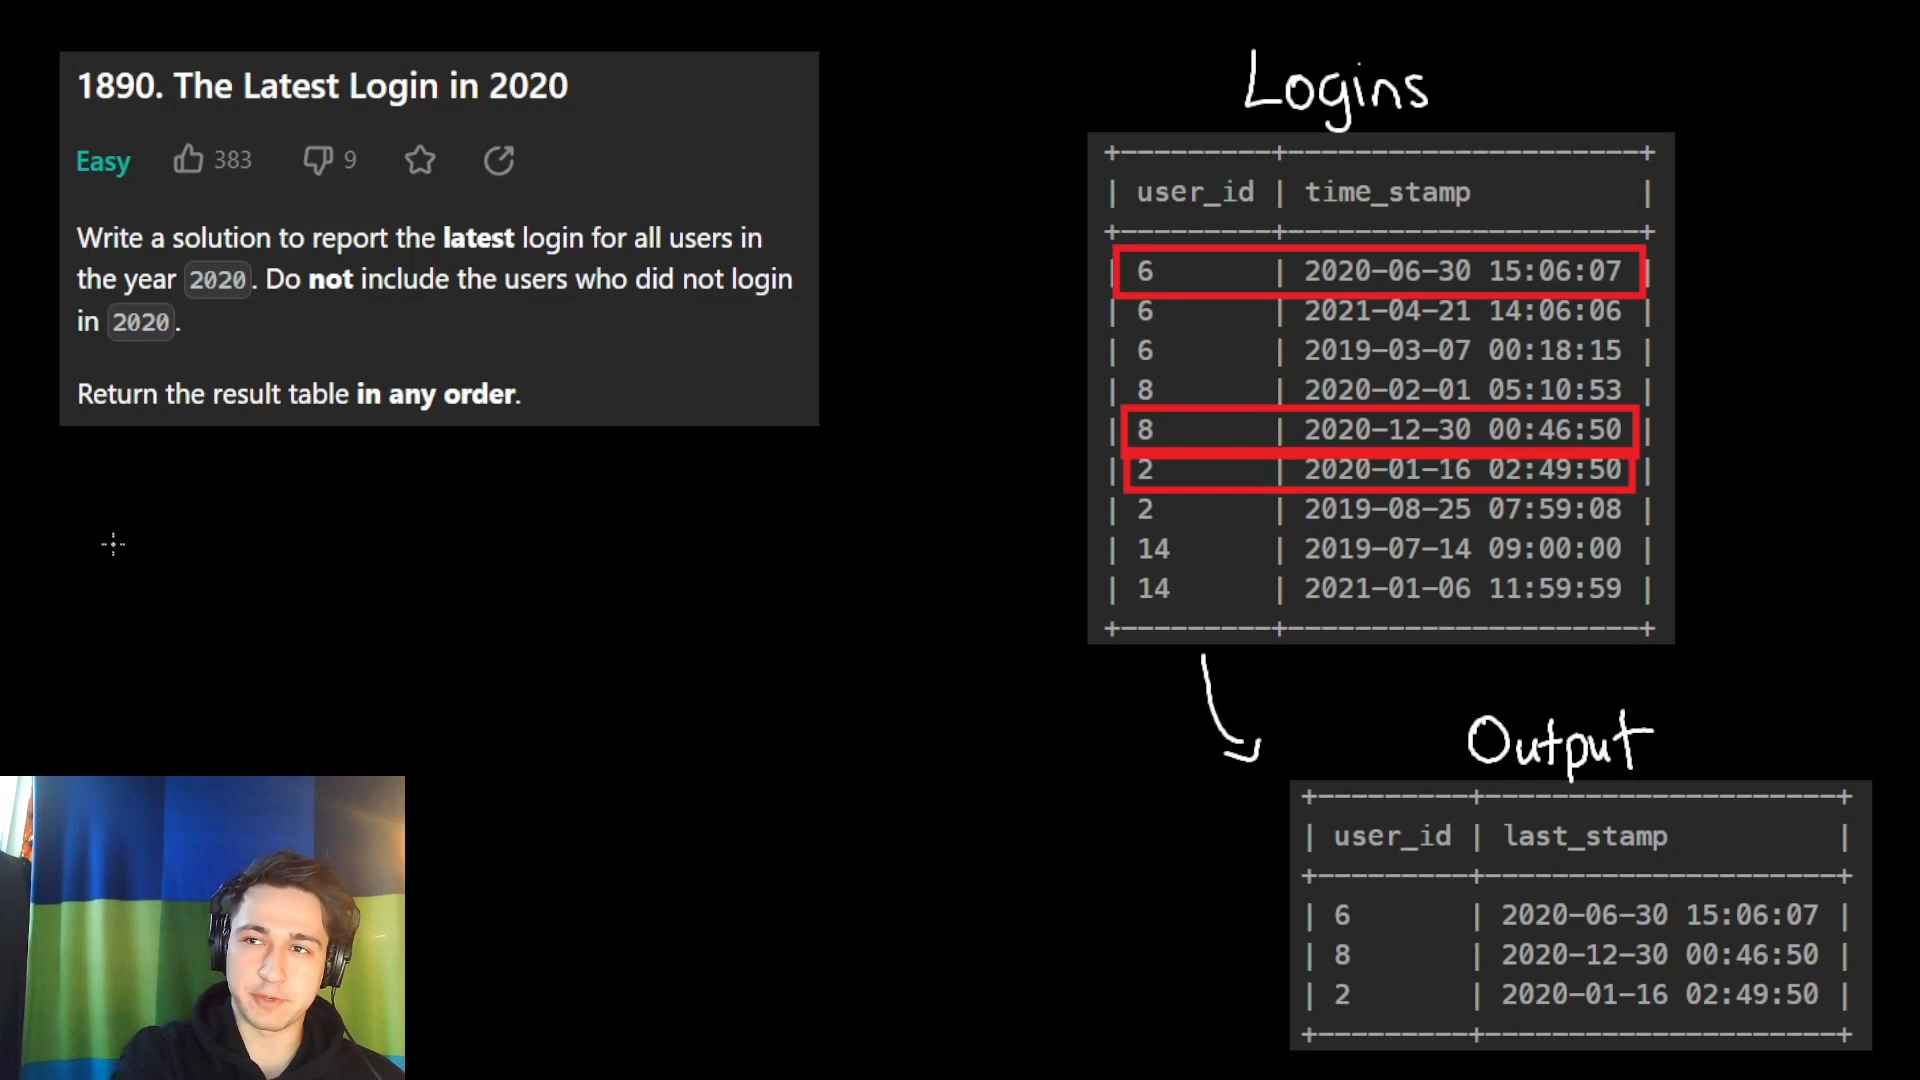 1890. The Latest Login in 2020
Easy 383 9
Write a solution to report the latest login for all users in
the year 2020. Do not include the users who did not login
in 2020.
Return the result table in any order.
Logins
+---------+---------------------+
| user_id | time_stamp          |
+---------+---------------------+
| 6       | 2020-06-30 15:06:07 |
| 6       | 2021-04-21 14:06:06 |
| 6       | 2019-03-07 00:18:15 |
| 8       | 2020-02-01 05:10:53 |
| 8       | 2020-12-30 00:46:50 |
| 2       | 2020-01-16 02:49:50 |
| 2       | 2019-08-25 07:59:08 |
| 14      | 2019-07-14 09:00:00 |
| 14      | 2021-01-06 11:59:59 |
+---------+---------------------+
Output
+---------+---------------------+
| user_id | last_stamp          |
+---------+---------------------+
| 6       | 2020-06-30 15:06:07 |
| 8       | 2020-12-30 00:46:50 |
| 2       | 2020-01-16 02:49:50 |
+---------+---------------------+